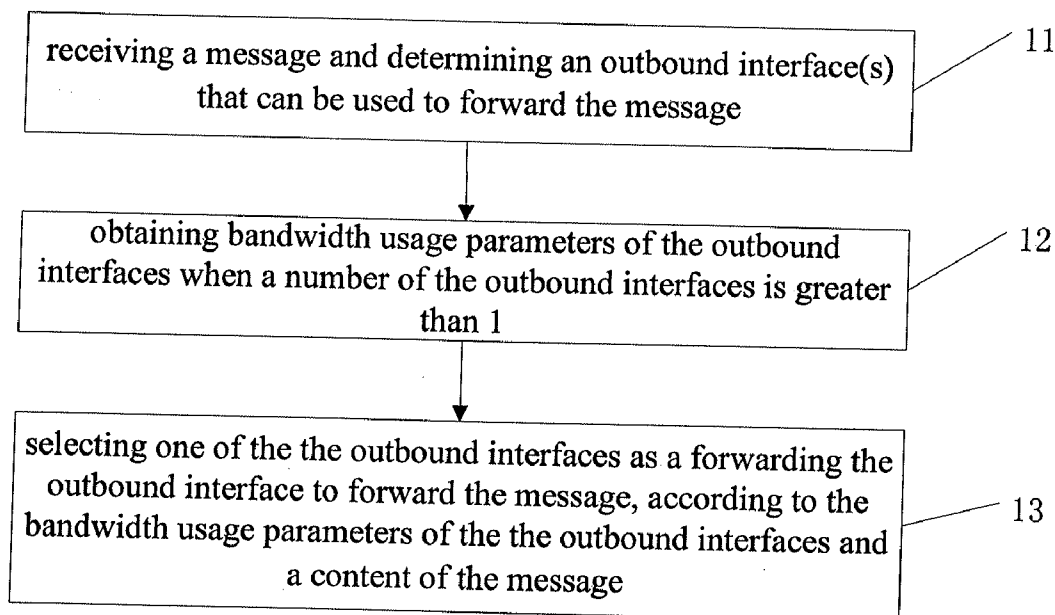 receiving a message and determining an outbound interface(s)
that can be used to forward the message
11
obtaining bandwidth usage parameters of the outbound
interfaces when a number of the outbound interfaces is greater
than 1
12
selecting one of the the outbound interfaces as a forwarding the
outbound interface to forward the message, according to the
bandwidth usage parameters of the the outbound interfaces and
a content of the message
13